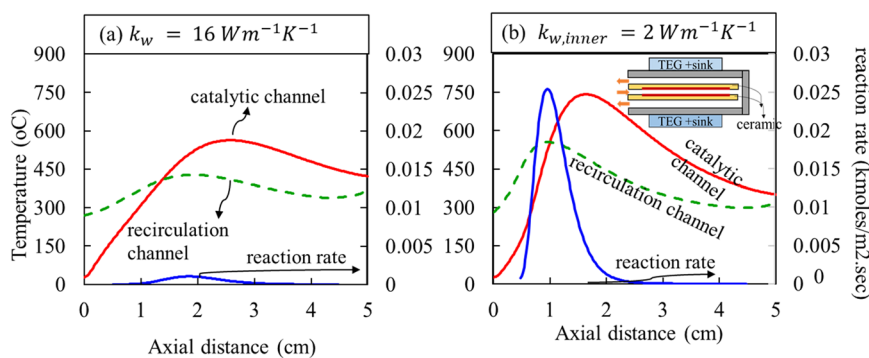 (a) k_w = 16 Wm−1K−1
900
750
600
450
300
150
0
Temperature (oC)
0.03
0.025
0.02
0.015
0.01
0.005
0
catalytic channel
recirculation
channel
reaction rate
0 1 2 3 4 5
Axial distance (cm)
(b) k_w,inner = 2 Wm−1K−1
900
750
600
450
300
150
0
0.03
0.025
0.02
0.015
0.01
0.005
0
reaction rate (kmoles/m2.sec)
TEG +sink
TEG +sink
ceramic
catalytic
channel
recirculation channel
reaction rate
0 1 2 3 4 5
Axial distance (cm)